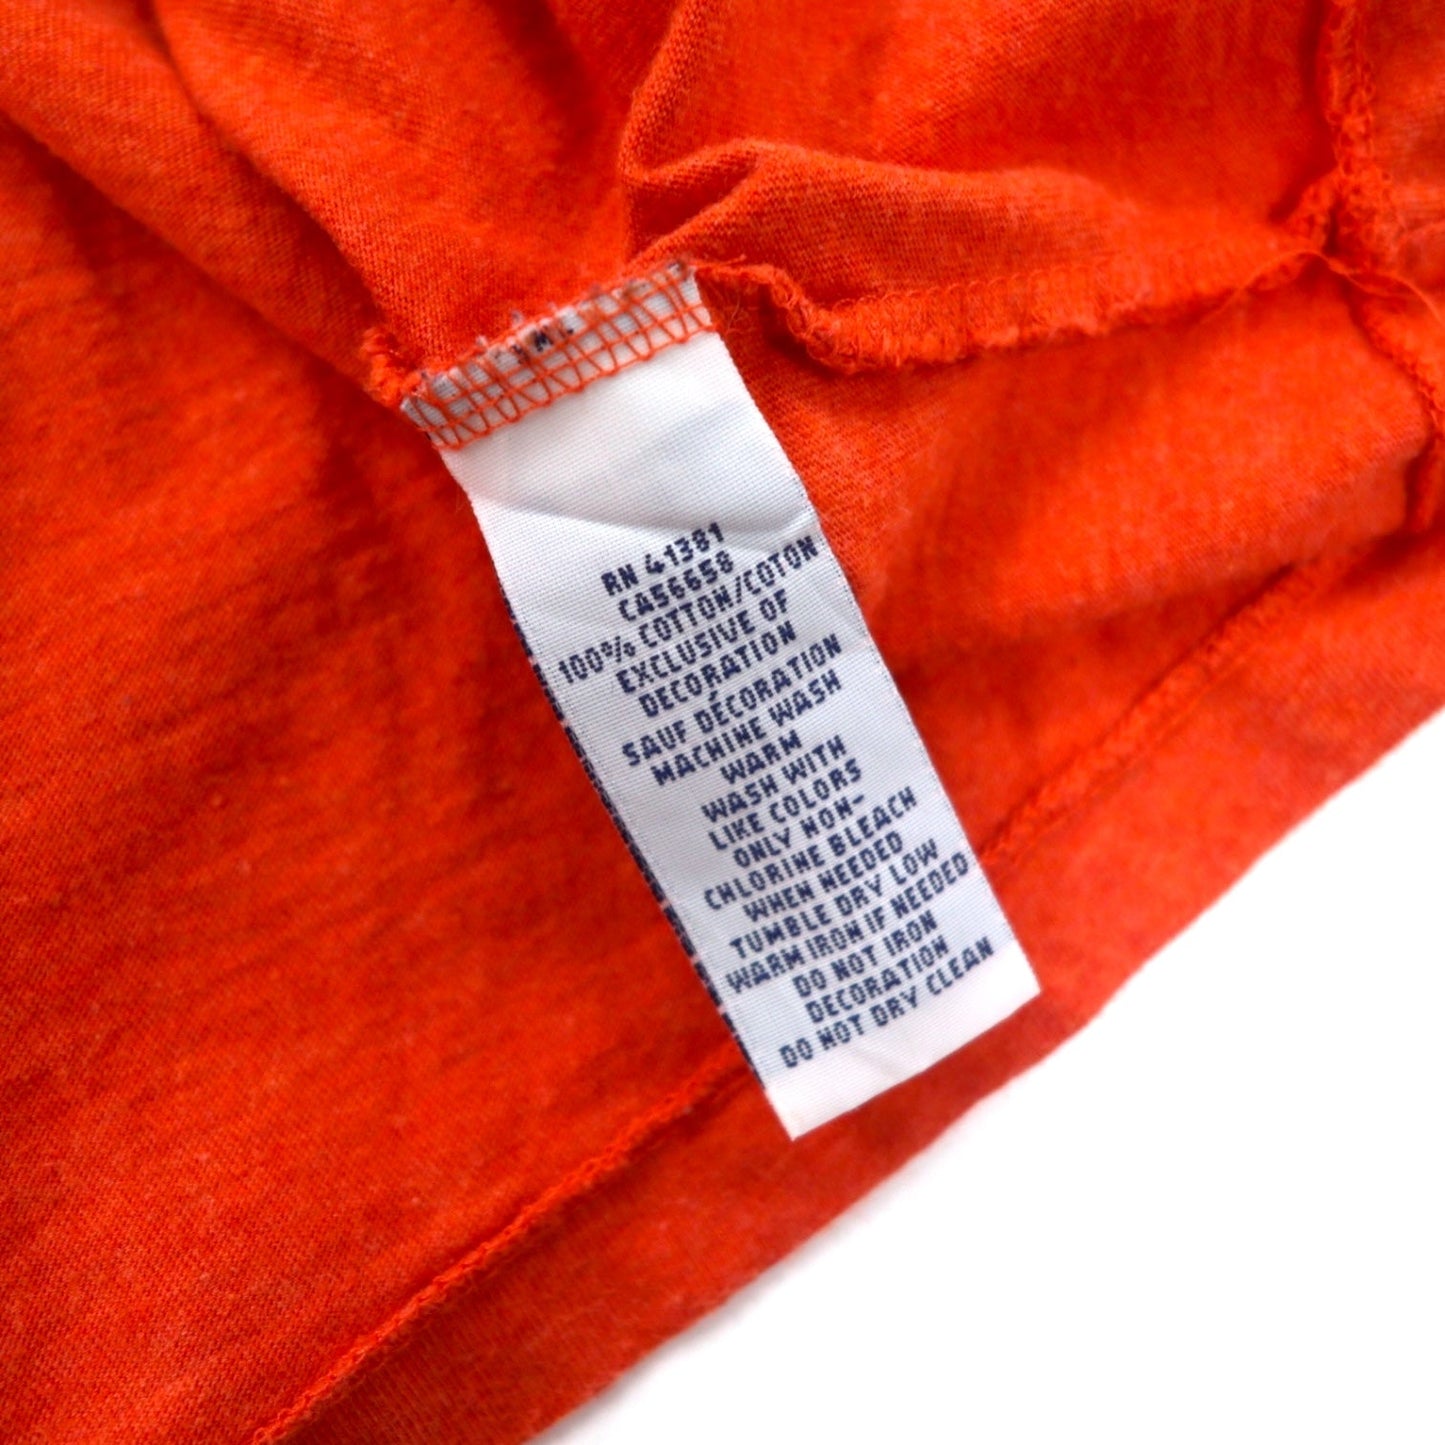 RN 41381
CA56658
100% COTTON/COTON
EXCLUSIVE OF
DECORATION
SAUF DÉCORATION
MACHINE WASH
WARM
WASH WITH
LIKE COLORS
ONLY NON-
CHLORINE BLEACH
WHEN NEEDED
TUMBLE DRY LOW
WARM IRON IF NEEDED
DO NOT IRON
DECORATION
DO NOT DRY CLEAN